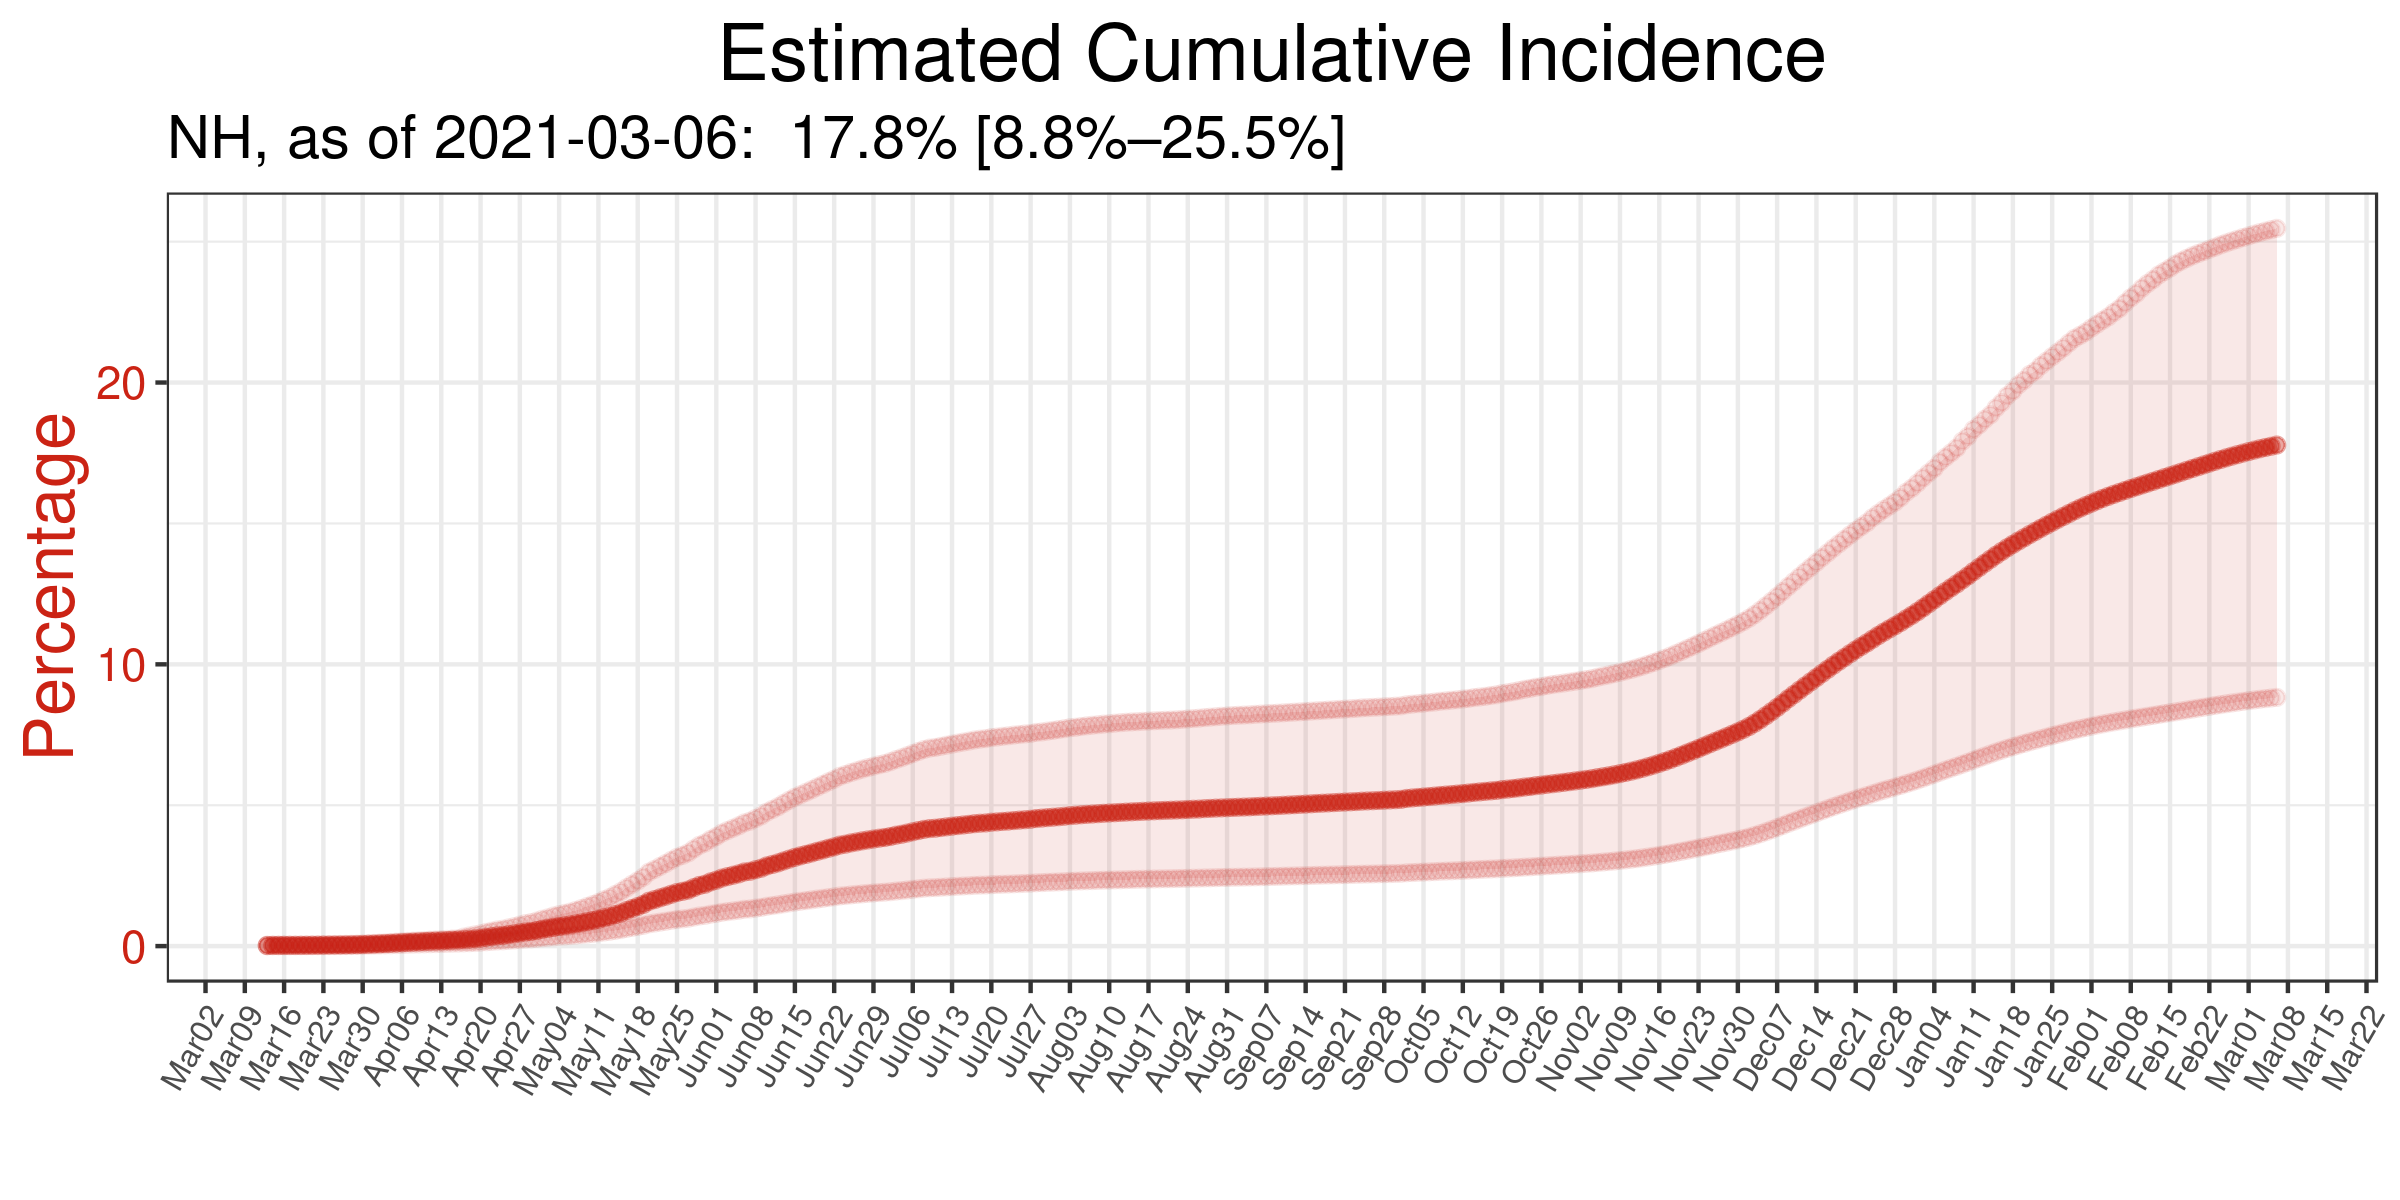 Estimated Cumulative Incidence
NH, as of 2021-03-06:  17.8% [8.8%–25.5%]
Percentage
20
10
0
Mar02
Mar09
Mar16
Mar23
Mar30
Apr06
Apr13
Apr20
Apr27
May04
May11
May18
May25
Jun01
Jun08
Jun15
Jun22
Jun29
Jul06
Jul13
Jul20
Jul27
Aug03
Aug10
Aug17
Aug24
Aug31
Sep07
Sep14
Sep21
Sep28
Oct05
Oct12
Oct19
Oct26
Nov02
Nov09
Nov16
Nov23
Nov30
Dec07
Dec14
Dec21
Dec28
Jan04
Jan11
Jan18
Jan25
Feb01
Feb08
Feb15
Feb22
Mar01
Mar08
Mar15
Mar22